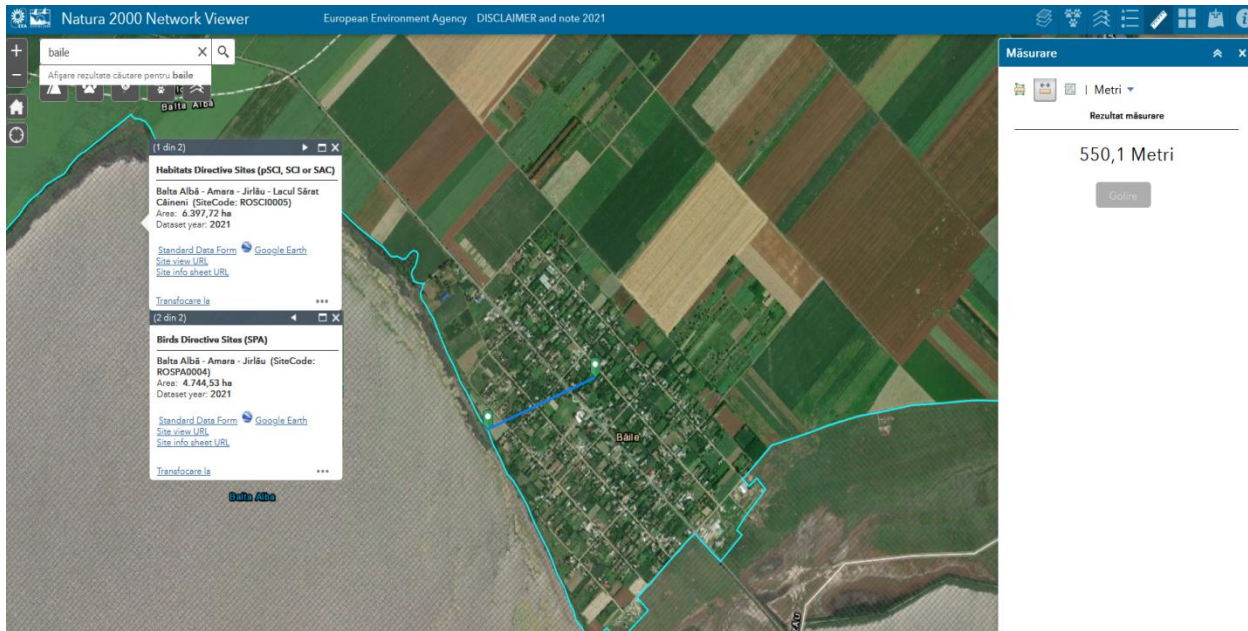 Natura 2000 Network Viewer
European Environment Agency DISCLAIMER and note 2021
baile
Afișare rezultate căutare pentru baile
Balta Albă
(1 din 2)
Habitats Directive Sites (pSCI, SCI or SAC)
Balta Albă - Amara - Jirlău - Lacul Sărat
Câineni (SiteCode: ROSCI0005)
Area: 6.397,72 ha
Dataset year: 2021
Standard Data Form Google Earth
Site view URL
Site info sheet URL
Transfocare la
(2 din 2)
Birds Directive Sites (SPA)
Balta Albă - Amara - Jirlău (SiteCode:
ROSPA0004)
Area: 4.744,53 ha
Dataset year: 2021
Standard Data Form Google Earth
Site view URL
Site info sheet URL
Transfocare la
Balta Alba
Băile
Măsurare
Metri
Rezultat măsurare
550,1 Metri
Golire